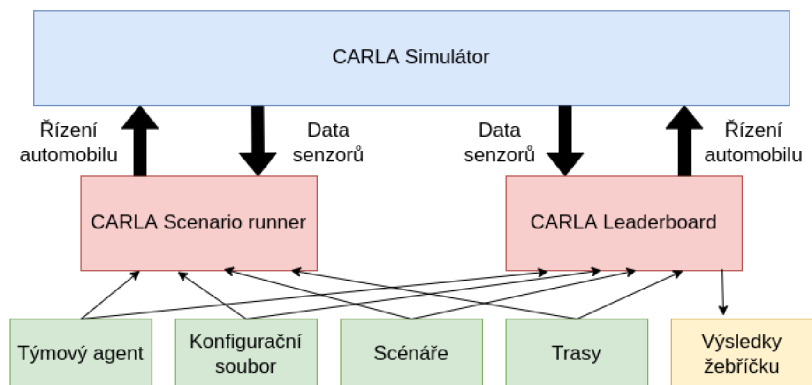 CARLA Simulátor
Řízení
automobilu
Data
senzorů
Data
senzorů
Řízení
automobilu
CARLA Scenario runner
CARLA Leaderboard
Týmový agent
Konfigurační
soubor
Scénáře
Trasy
Výsledky
žebříčku